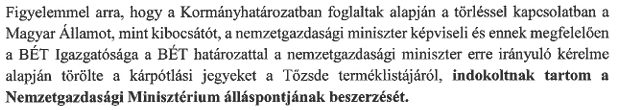 Figyelemmel arra, hogy a Kormányhatározatban foglaltak alapján a törléssel kapcsolatban a
Magyar Államot, mint kibocsátót, a nemzetgazdasági miniszter képviseli és ennek megfelelően
a BÉT Igazgatósága a BÉT határozattal a nemzetgazdasági miniszter erre irányuló kérelme
alapján törölte a kárpótlási jegyeket a Tőzsde terméklistájáról, indokoltnak tartom a
Nemzetgazdasági Minisztérium álláspontjának beszerzését.